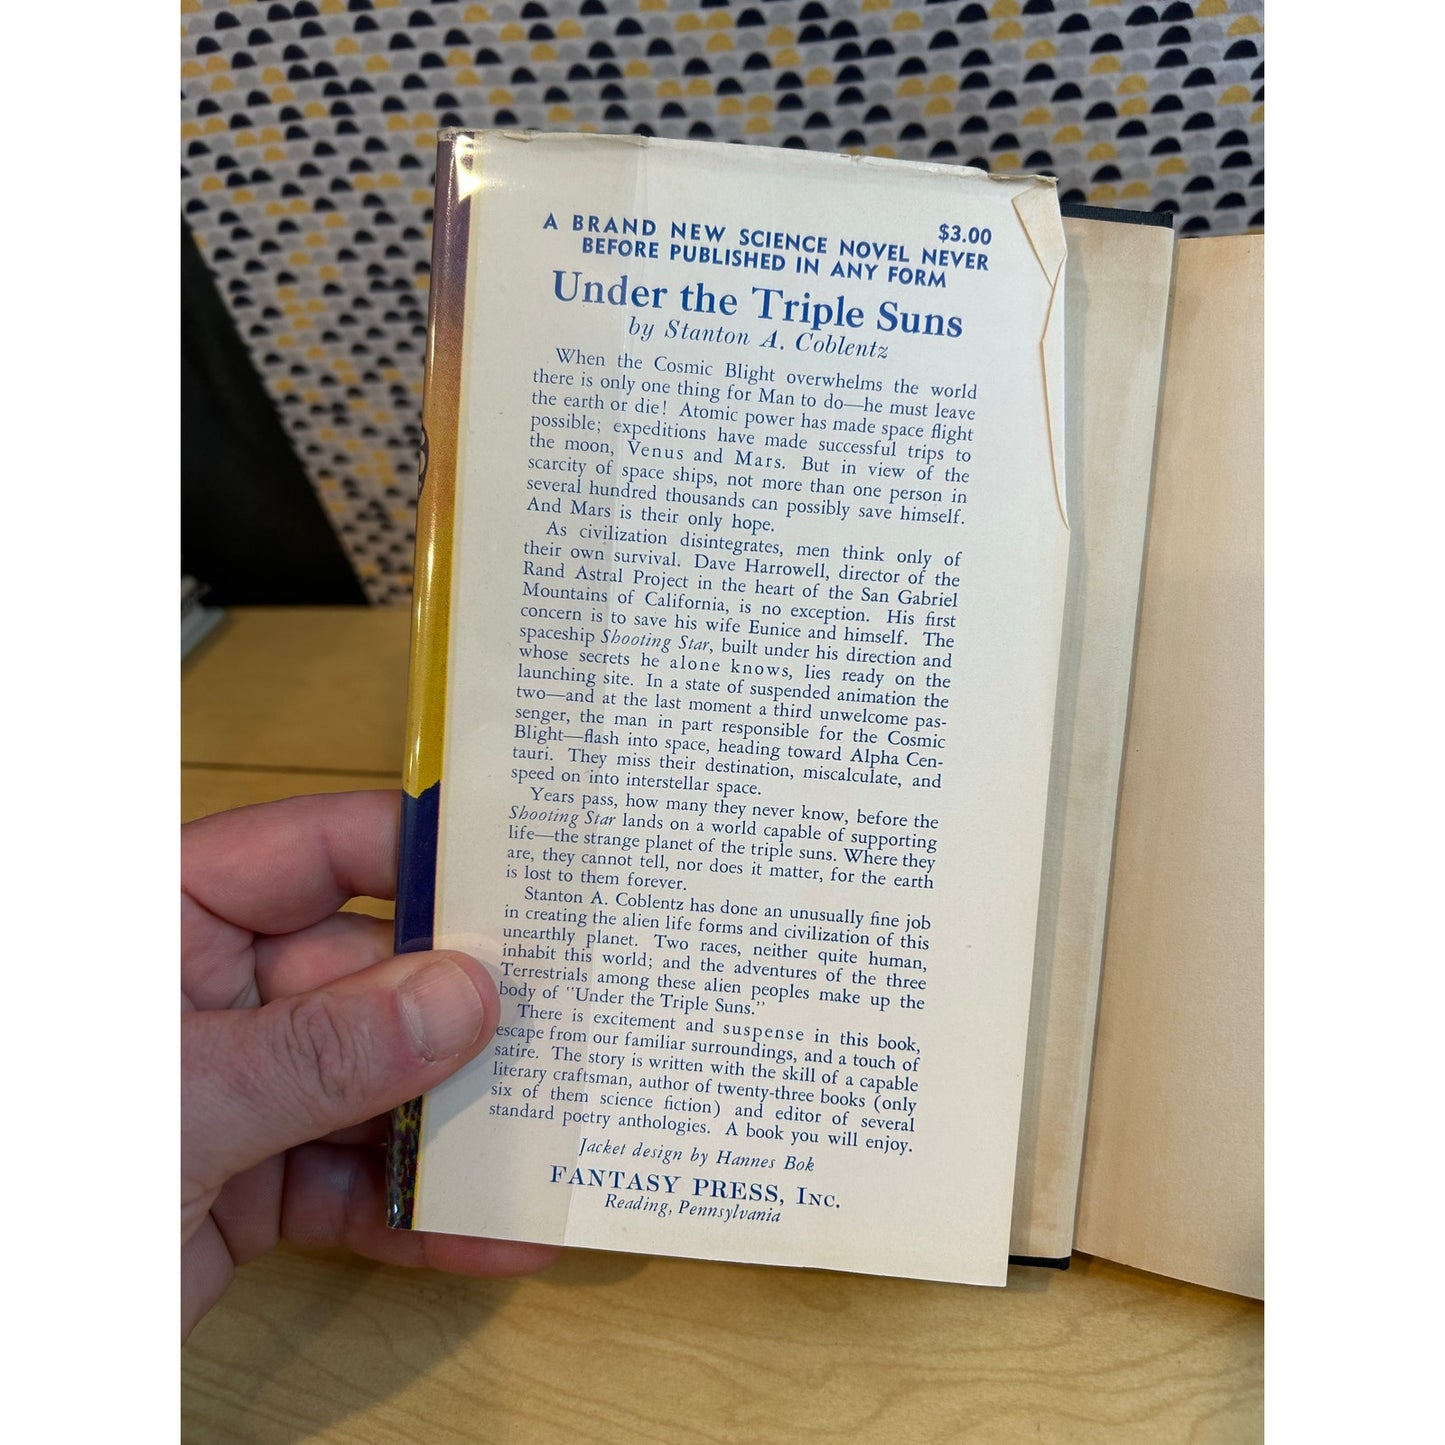 $3.00
A BRAND NEW SCIENCE NOVEL NEVER
BEFORE PUBLISHED IN ANY FORM
Under the Triple Suns
by Stanton A. Coblentz
When the Cosmic Blight overwhelms the world
there is only one thing for Man to do—he must leave
the earth or die! Atomic power has made space flight
possible; expeditions have made successful trips to
the moon, Venus and Mars. But in view of the
scarcity of space ships, not more than one person in
several hundred thousands can possibly save himself.
And Mars is their only hope.
As civilization disintegrates, men think only of
their own survival. Dave Harrowell, director of the
Rand Astral Project in the heart of the San Gabriel
Mountains of California, is no exception. His first
concern is to save his wife Eunice and himself. The
spaceship Shooting Star, built under his direction and
whose secrets he alone knows, lies ready on the
launching site. In a state of suspended animation the
two—and at the last moment a third unwelcome pas-
senger, the man in part responsible for the Cosmic
Blight—flash into space, heading toward Alpha Cen-
tauri. They miss their destination, miscalculate, and
speed on into interstellar space.
Years pass, how many they never know, before the
Shooting Star lands on a world capable of supporting
life—the strange planet of the triple suns. Where they
are, they cannot tell, nor does it matter, for the earth
is lost to them forever.
Stanton A. Coblentz has done an unusually fine job
in creating the alien life forms and civilization of this
unearthly planet. Two races, neither quite human,
inhabit this world; and the adventures of the three
Terrestrials among these alien peoples make up the
body of "Under the Triple Suns."
There is excitement and suspense in this book,
escape from our familiar surroundings, and a touch of
satire. The story is written with the skill of a capable
literary craftsman, author of twenty-three books (only
six of them science fiction) and editor of several
standard poetry anthologies. A book you will enjoy.
Jacket design by Hannes Bok
FANTASY PRESS, INC.
Reading, Pennsylvania